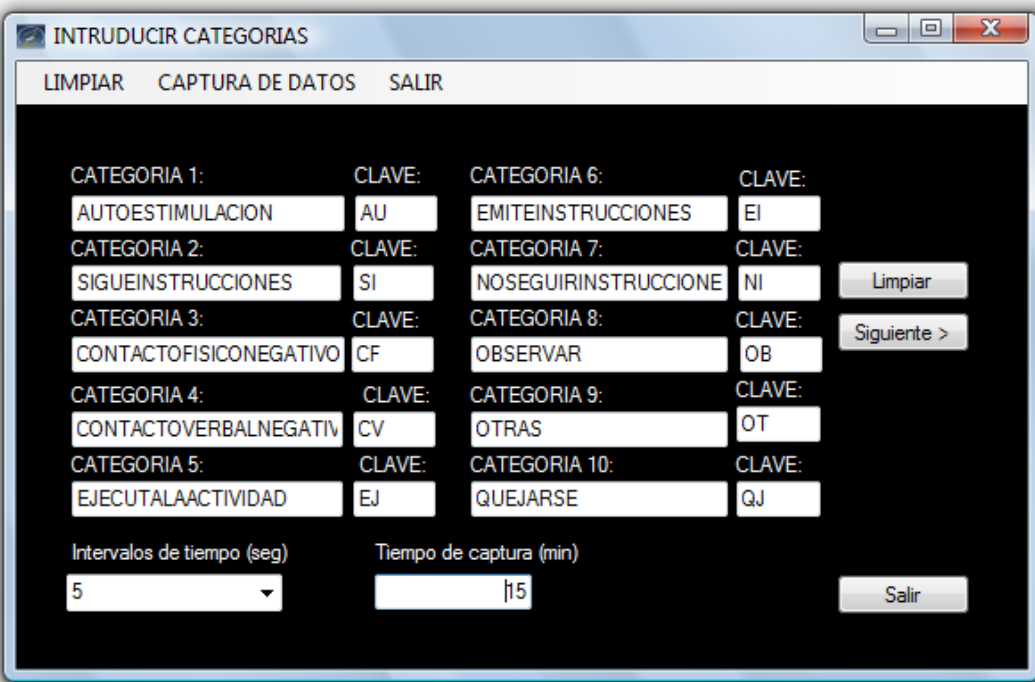 INTRUDUCIR CATEGORIAS
LIMPIAR CAPTURA DE DATOS SALIR
CATEGORIA 1: CLAVE: CATEGORIA 6: CLAVE:
AUTOESTIMULACION AU EMITEINSTRUCCIONES EI
CATEGORIA 2: CLAVE: CATEGORIA 7: CLAVE:
SIGUEINSTRUCCIONES SI NOSEGUIRINSTRUCCIONE NI Limpiar
CATEGORIA 3: CLAVE: CATEGORIA 8: CLAVE: Siguiente >
CONTACTOFISICONEGATIVO CF OBSERVAR OB
CATEGORIA 4: CLAVE: CATEGORIA 9: CLAVE:
CONTACTOVERBALNEGATIV CV OTRAS OT
CATEGORIA 5: CLAVE: CATEGORIA 10: CLAVE:
EJECUTALAACTIVIDAD EJ QUEJARSE QJ
Intervalos de tiempo (seg) Tiempo de captura (min)
5 15 Salir